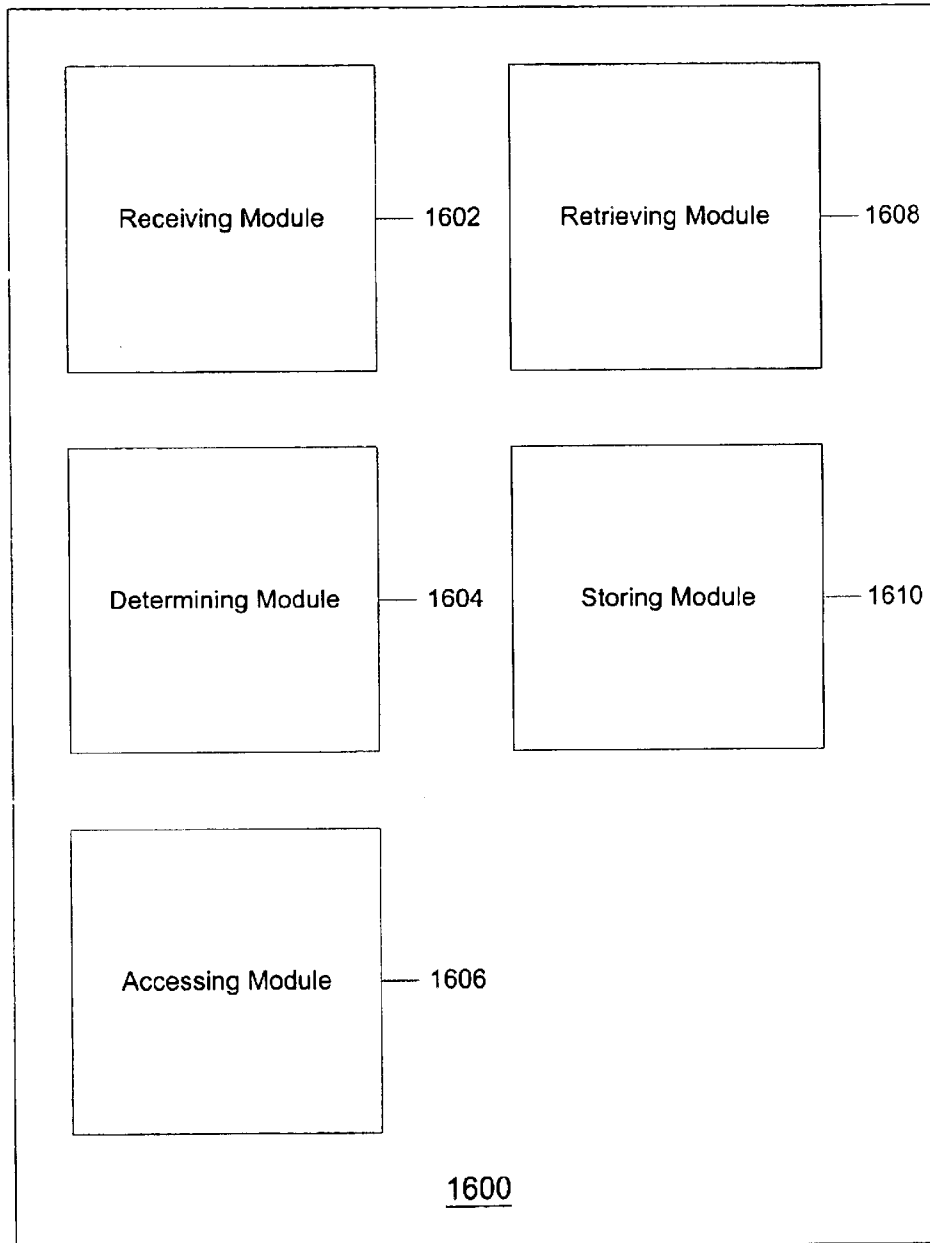 Receiving Module
1602
Retrieving Module
1608
Determining Module
1604
Storing Module
1610
Accessing Module
1606
1600